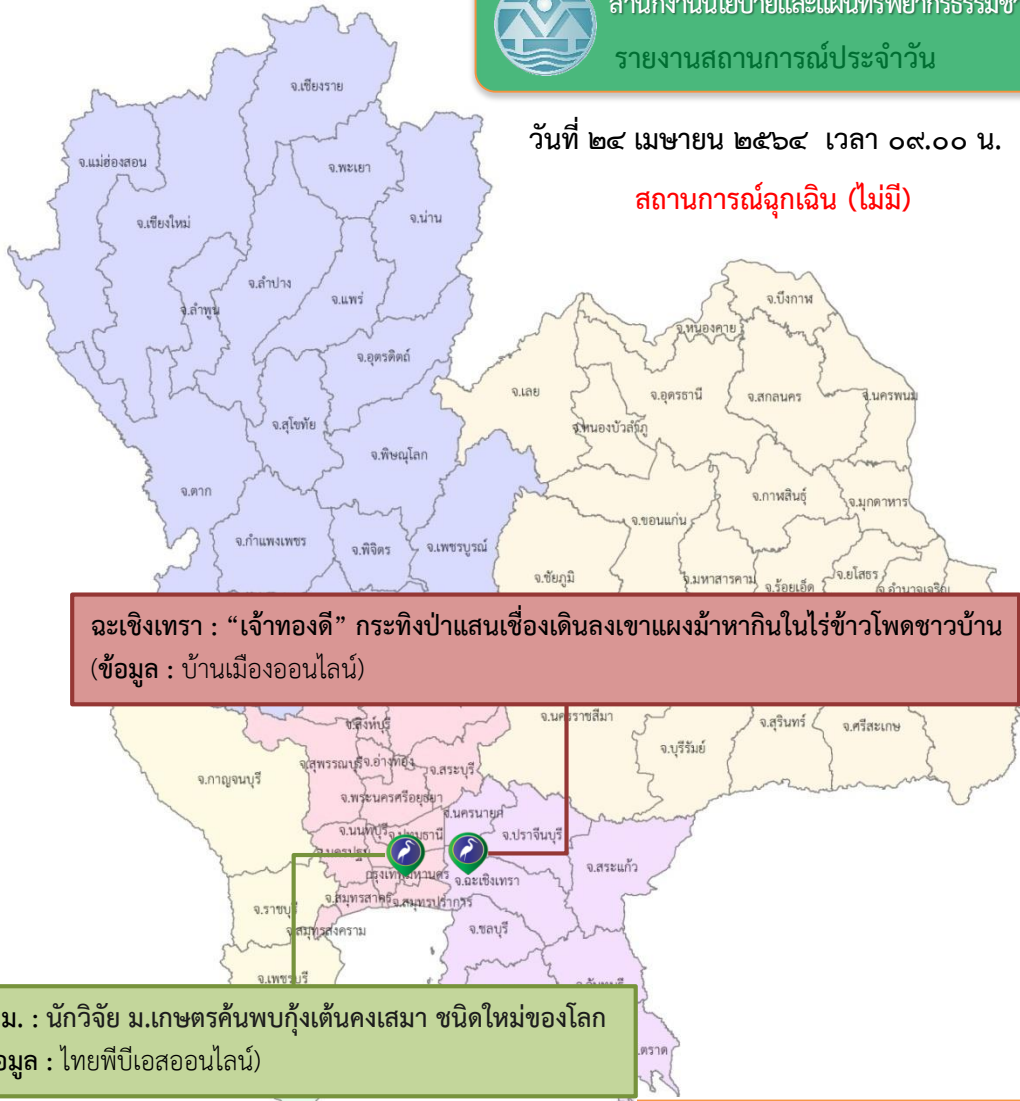 สำนักงานนโยบายและแผนทรัพยากรธรรมชา
รายงานสถานการณ์ประจำวัน
วันที่ ๒๔ เมษายน ๒๕๖๔ เวลา ๐๙.๐๐ น.
สถานการณ์ฉุกเฉิน (ไม่มี)
จ.เชียงราย
จ.แม่ฮ่องสอน
จ.พะเยา
จ.เชียงใหม่
จ.น่าน
จ.ลำปาง
จ.แพร่
จ.ลำพูน
จ.บึงกาฬ
จ.หนองคาย
จ.อุตรดิตถ์
จ.เลย
จ.อุดรธานี
จ.สกลนคร
จ.นครพนม
จ.สุโขทัย
จ.หนองบัวลำภู
จ.พิษณุโลก
จ.ตาก
จ.กาฬสินธุ์
จ.มุกดาหาร
จ.ขอนแก่น
จ.กำแพงเพชร
จ.พิจิตร
จ.เพชรบูรณ์
จ.ชัยภูมิ
จ.มหาสารคาม
จ.ร้อยเอ็ด
จ.ยโสธร
จ.อำนาจเจริญ
ฉะเชิงเทรา : “เจ้าทองดี” กระทิงป่าแสนเชื่องเดินลงเขาแผงม้าหากินในไร่ข้าวโพดชาวบ้าน
(ข้อมูล : บ้านเมืองออนไลน์)
จ.สิงห์บุรี
จ.นครราชสีมา
จ.สุรินทร์
จ.ศรีสะเกษ
จ.บุรีรัมย์
จ.สุพรรณบุรี
จ.อ่างทอง
จ.สระบุรี
จ.กาญจนบุรี
จ.พระนครศรีอยุธยา
จ.นครนายก
จ.นนทบุรี
จ.ปทุมธานี
จ.ปราจีนบุรี
จ.นครปฐม
กรุงเทพมหานคร
จ.ฉะเชิงเทรา
จ.สระแก้ว
จ.ราชบุรี
จ.สมุทรสาคร
จ.สมุทรปราการ
จ.สมุทรสงคราม
จ.ชลบุรี
จ.เพชรบุรี
จ.จันทบุรี
ม. : นักวิจัย ม.เกษตรค้นพบกุ้งเต้นคงเสมา ชนิดใหม่ของโลก
อมูล : ไทยพีบีเอสออนไลน์)
.ตราด